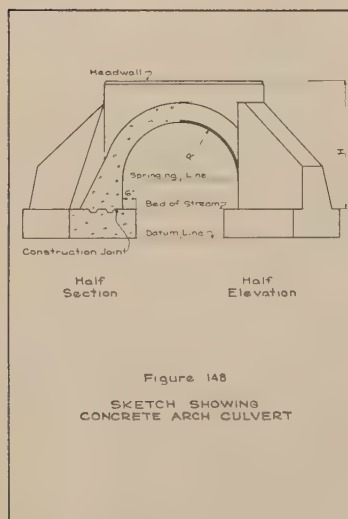 Headwall
Springing Line
6"
Bed of Stream
Datum Line
Construction Joint
Half
Section
Half
Elevation
Figure 148
SKETCH SHOWING
CONCRETE ARCH CULVERT